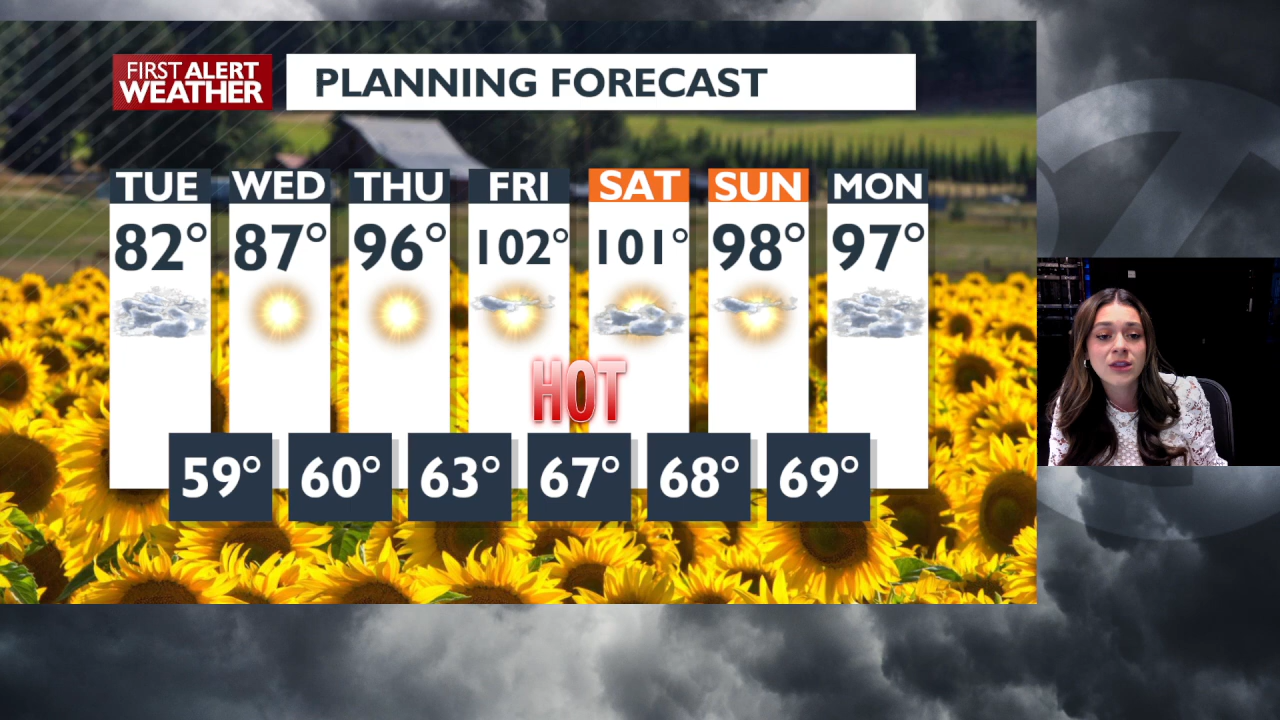 FIRST ALERT
WEATHER
PLANNING FORECAST
TUE WED THU FRI SAT SUN MON
82° 87° 96° 102° 101° 98° 97°
HOT
59° 60° 63° 67° 68° 69°